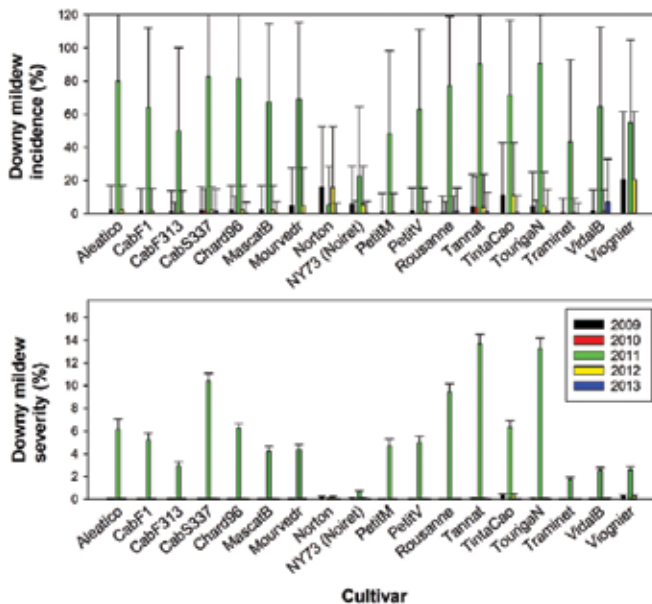 Downy mildew
incidence (%)
120
100
80
60
40
20
0
Aleatico
CabF1
CabF313
CabS337
Chard96
MascatB
Mourvedr
Norton
NY73 (Noiret)
PetitM
PetitV
Rousanne
Tannat
TintaCao
TourigaN
Traminet
VidalB
Viognier
Downy mildew
severity (%)
16
14
12
10
8
6
4
2
0
2009
2010
2011
2012
2013
Aleatico
CabF1
CabF313
CabS337
Chard96
MascatB
Mourvedr
Norton
NY73 (Noiret)
PetitM
PetitV
Rousanne
Tannat
TintaCao
TourigaN
Traminet
VidalB
Viognier
Cultivar